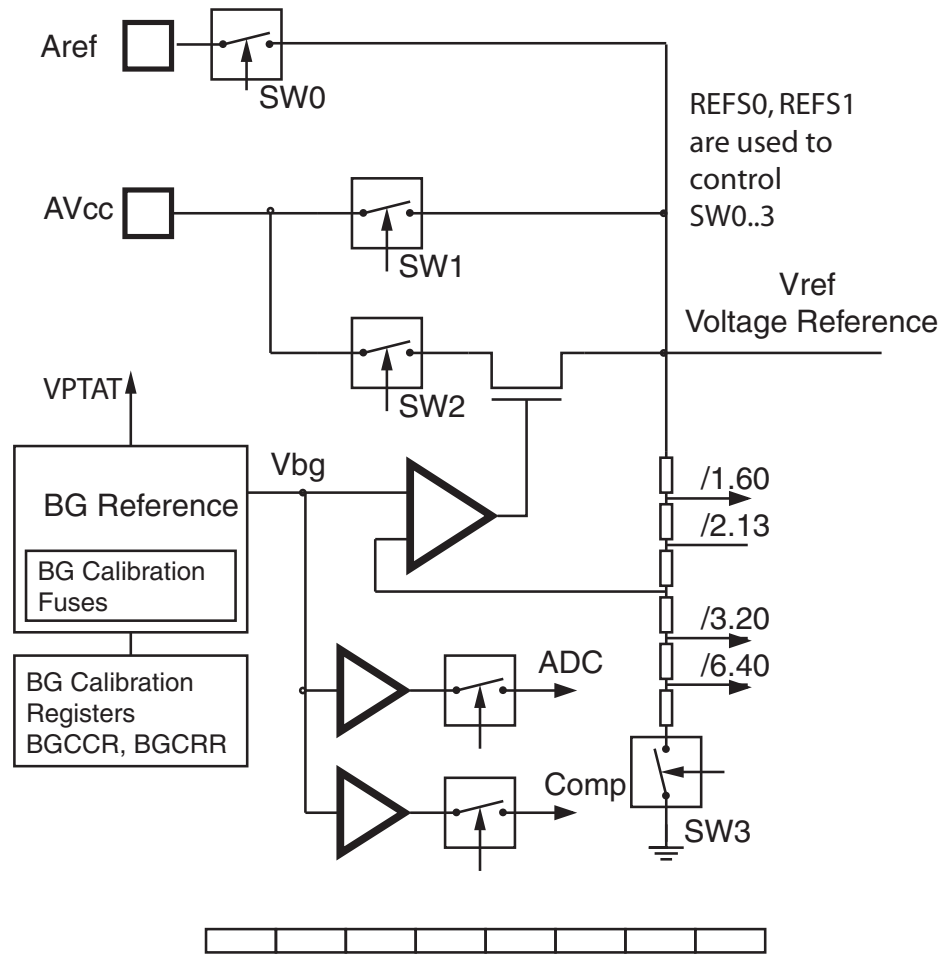 Aref
SW0
REFS0, REFS1
are used to
control
SW0..3
AVcc
SW1
Vref
Voltage Reference
SW2
VPTAT
Vbg
BG Reference
/1.60
/2.13
BG Calibration
Fuses
/3.20
ADC
/6.40
BG Calibration
Registers
BGCCR, BGCRR
Comp
SW3